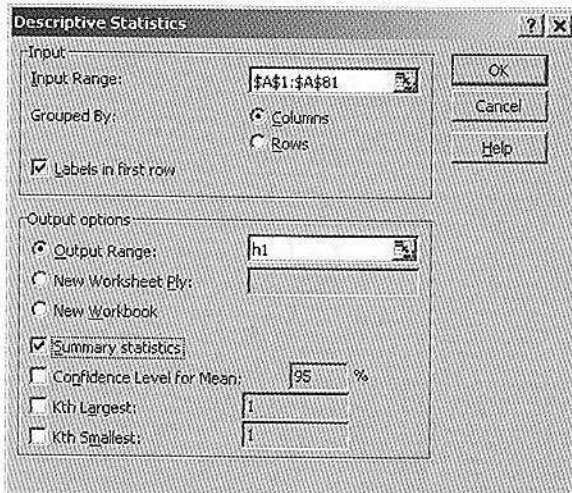 Descriptive Statistics
Input
Input Range: $A$1:$A$81
Grouped By: Columns
Rows
Labels in first row
OK
Cancel
Help
Output options
Output Range: h1
New Worksheet Ply:
New Workbook
Summary statistics
Confidence Level for Mean: 95 %
Kth Largest: 1
Kth Smallest: 1